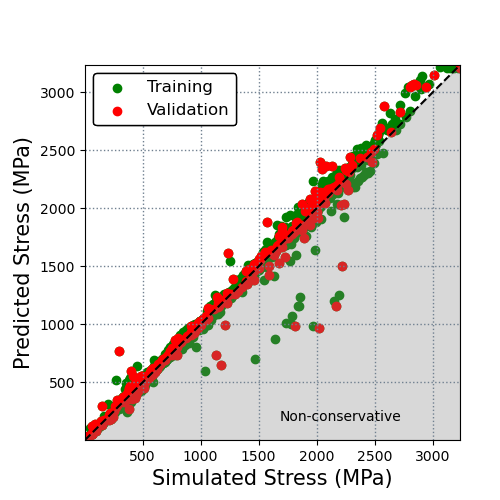 Training
Validation
3000
2500
2000
1500
1000
500
Predicted Stress (MPa)
Non-conservative
500
1000
1500
2000
2500
3000
Simulated Stress (MPa)